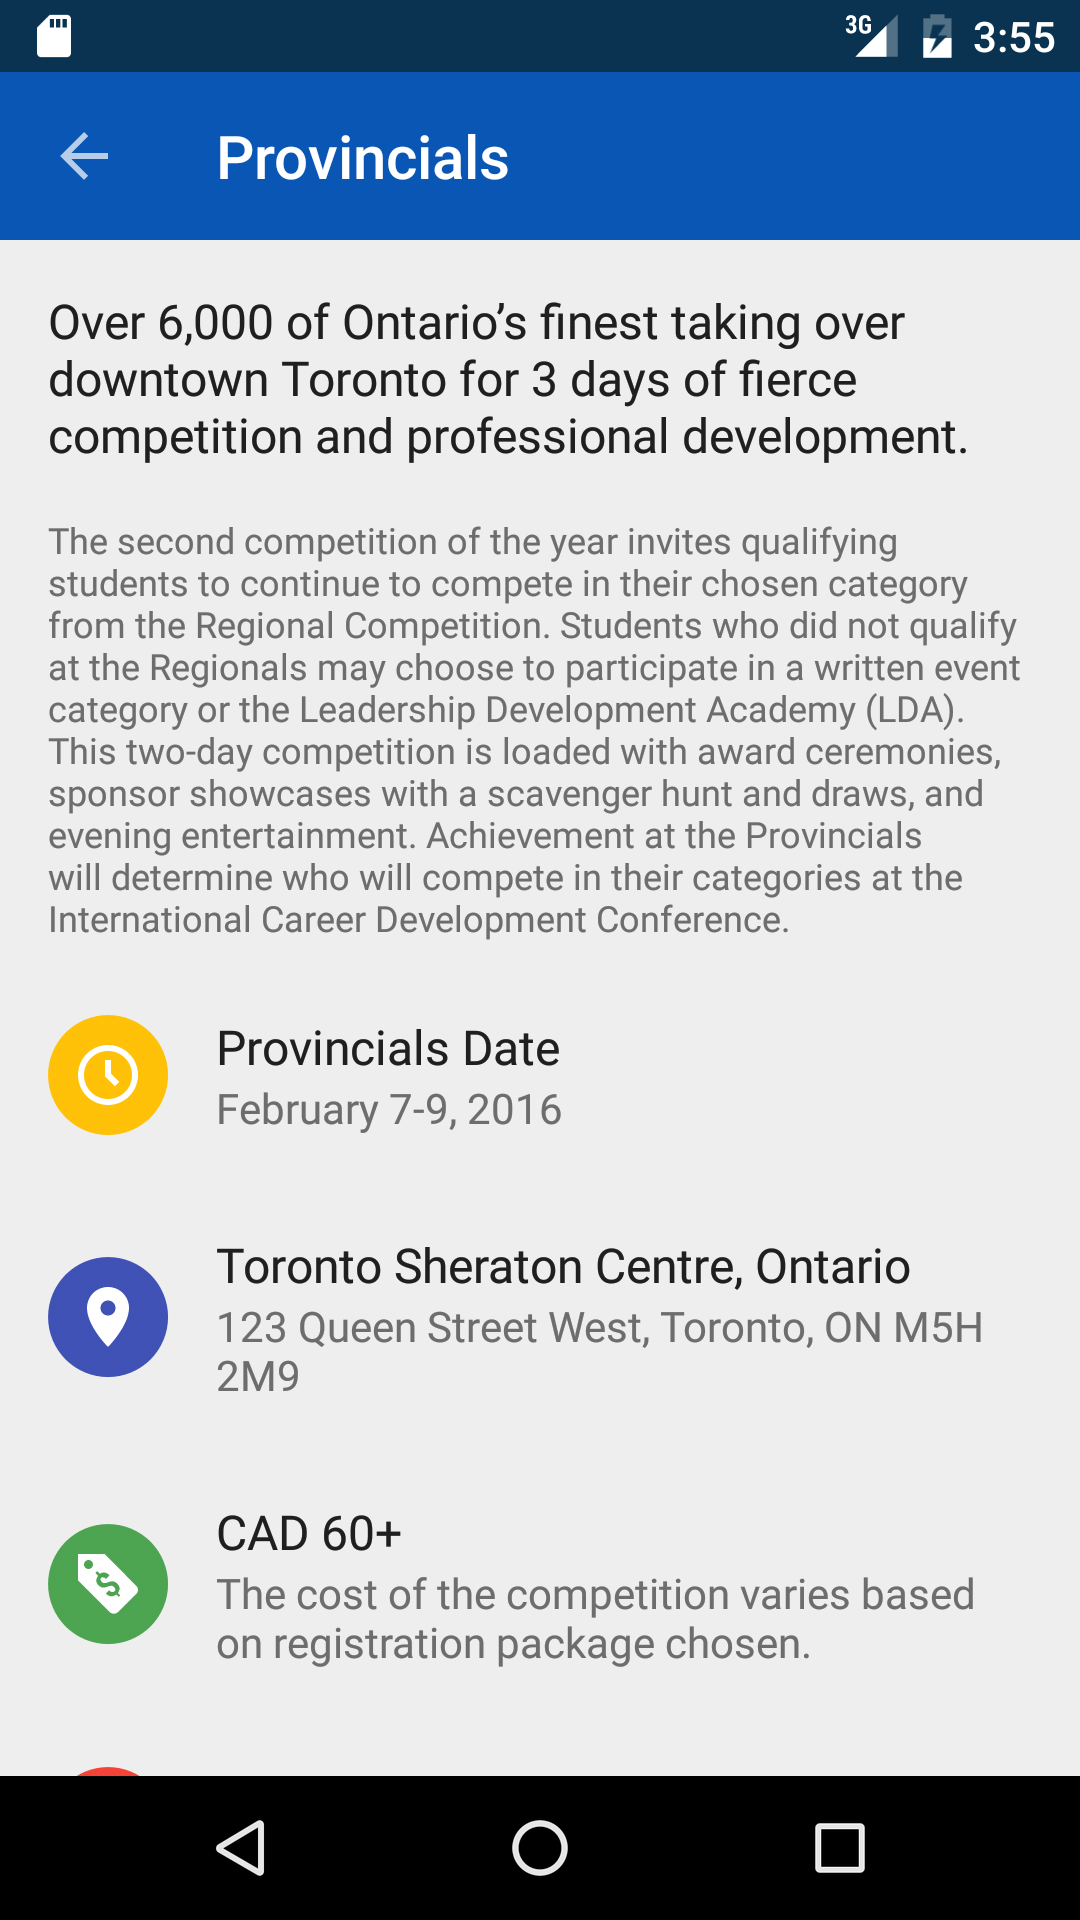 3G 3:55
Provincials
Over 6,000 of Ontario’s finest taking over
downtown Toronto for 3 days of fierce
competition and professional development.
The second competition of the year invites qualifying
students to continue to compete in their chosen category
from the Regional Competition. Students who did not qualify
at the Regionals may choose to participate in a written event
category or the Leadership Development Academy (LDA).
This two-day competition is loaded with award ceremonies,
sponsor showcases with a scavenger hunt and draws, and
evening entertainment. Achievement at the Provincials
will determine who will compete in their categories at the
International Career Development Conference.
Provincials Date
February 7-9, 2016
Toronto Sheraton Centre, Ontario
123 Queen Street West, Toronto, ON M5H
2M9
CAD 60+
The cost of the competition varies based
on registration package chosen.